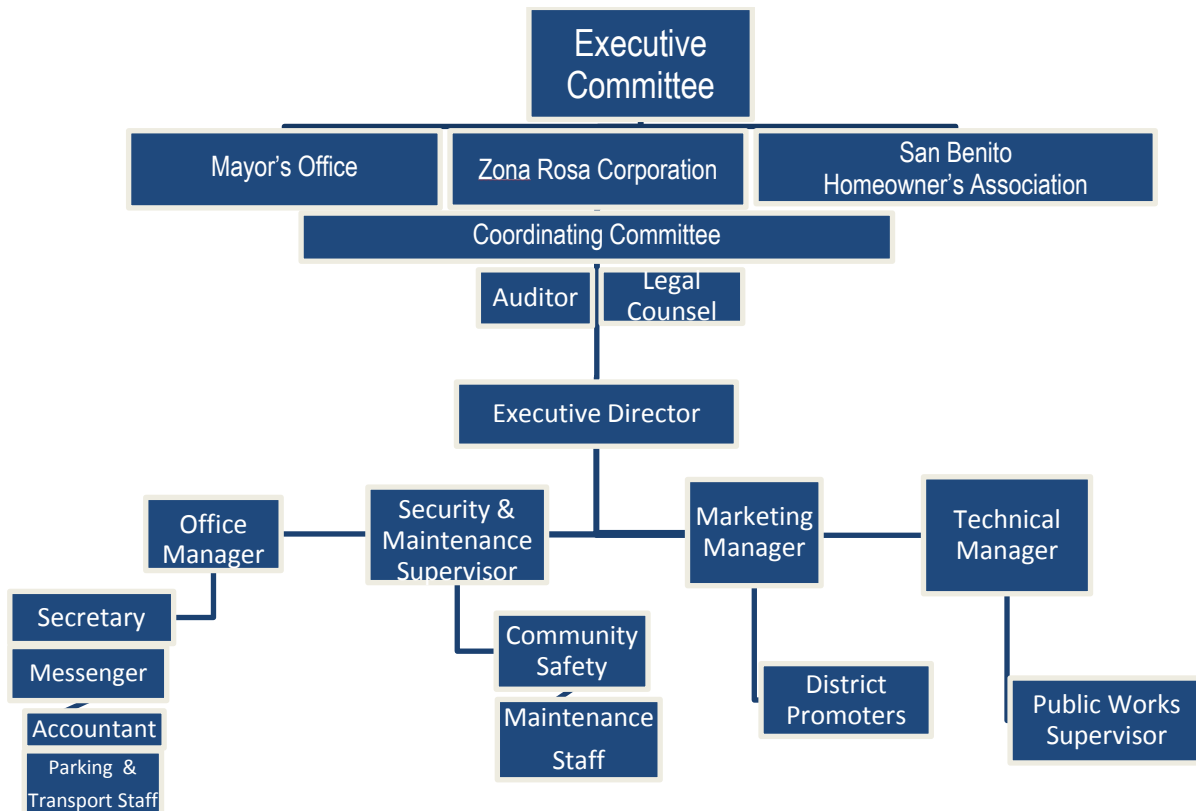 Executive
Committee
Mayor's Office
Zona Rosa Corporation
San Benito
Homeowner's Association
Coordinating Committee
Auditor
Legal
Counsel
Executive Director
Office
Manager
Security &
Maintenance
Supervisor
Marketing
Manager
Technical
Manager
Secretary
Messenger
Accountant
Parking &
Transport Staff
Community
Safety
Maintenance
Staff
District
Promoters
Public Works
Supervisor